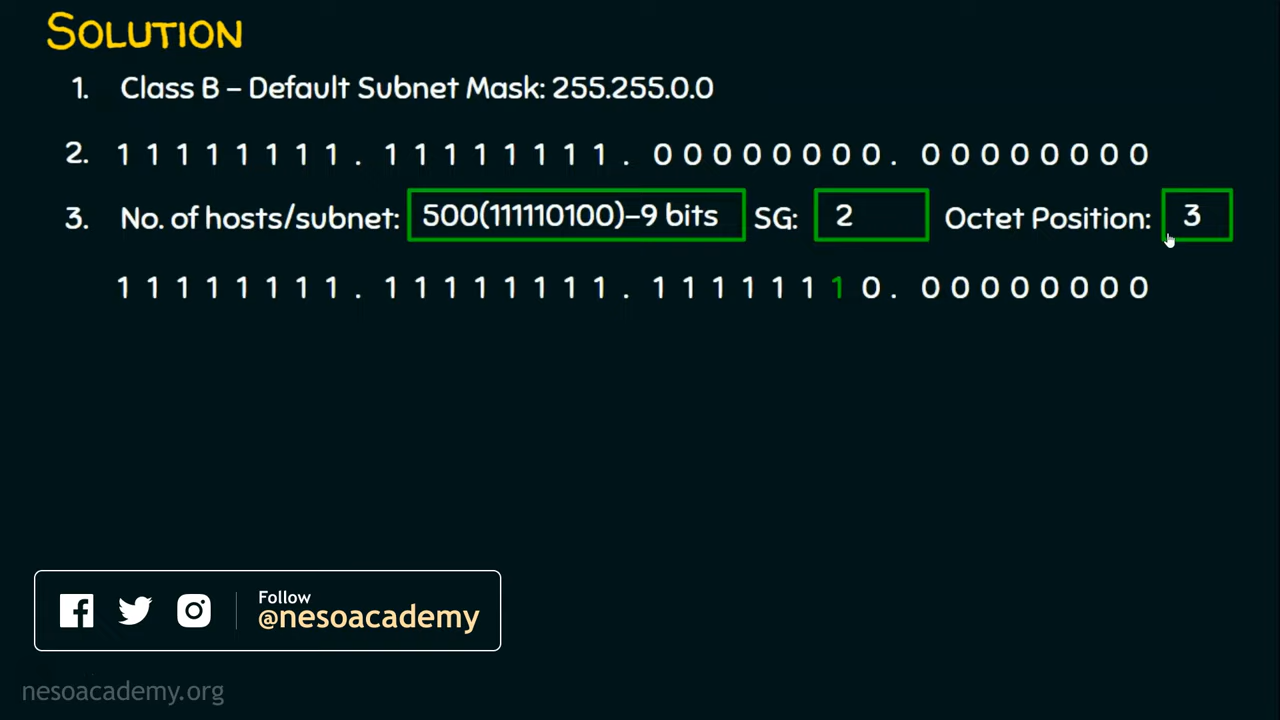 SOLUTION
1. Class B – Default Subnet Mask: 255.255.0.0
2. 1 1 1 1 1 1 1 1 . 1 1 1 1 1 1 1 1 . 0 0 0 0 0 0 0 0 . 0 0 0 0 0 0 0 0
3. No. of hosts/subnet: 500(111110100)–9 bits SG: 2 Octet Position: 3
1 1 1 1 1 1 1 1 . 1 1 1 1 1 1 1 1 . 1 1 1 1 1 1 1 0 . 0 0 0 0 0 0 0 0
Follow
@nesoacademy
nesoacademy.org